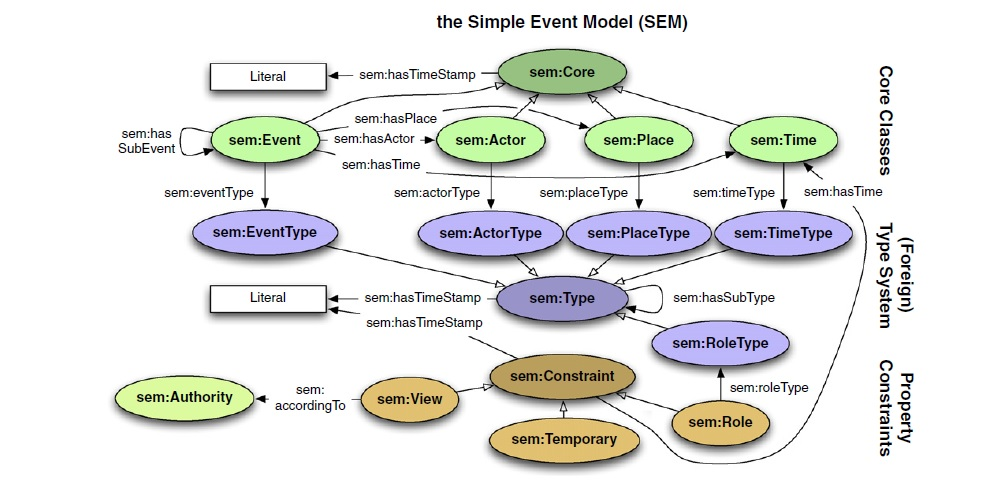 the Simple Event Model (SEM)
Literal
sem:hasTimeStamp
sem:Core
Core Classes
sem:has
SubEvent
sem:Event
sem:hasPlace
sem:hasActor
sem:hasTime
sem:Actor
sem:Place
sem:Time
sem:eventType
sem:actorType
sem:placeType
sem:timeType
sem:hasTime
sem:EventType
sem:ActorType
sem:PlaceType
sem:TimeType
(Foreign)
Type System
Literal
sem:hasTimeStamp
sem:Type
sem:hasSubType
sem:hasTimeStamp
sem:RoleType
sem:Constraint
Property
Constraints
sem:Authority
sem:
accordingTo
sem:View
sem:roleType
sem:Temporary
sem:Role